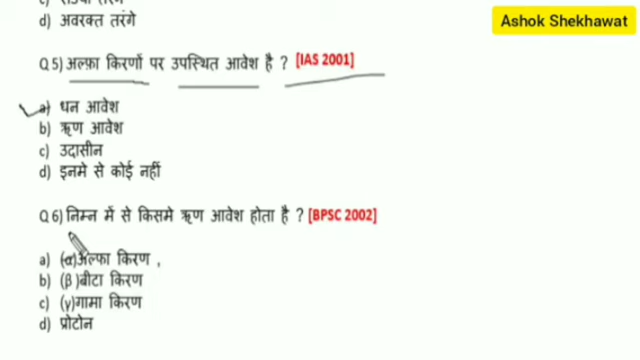 d) अवरक्त तरंगे
Ashok Shekhawat
Q.5) अल्फ़ा किरणों पर उपस्थित आवेश है ? [IAS 2001]
a) धन आवेश
b) ऋण आवेश
c) उदासीन
d) इनमे से कोई नहीं
Q.6) निम्न में से किसमे ऋण आवेश होता है ? [BPSC 2002]
a) (α)अल्फा किरण ,
b) (β )बीटा किरण
c) (γ)गामा किरण
d) प्रोटोन